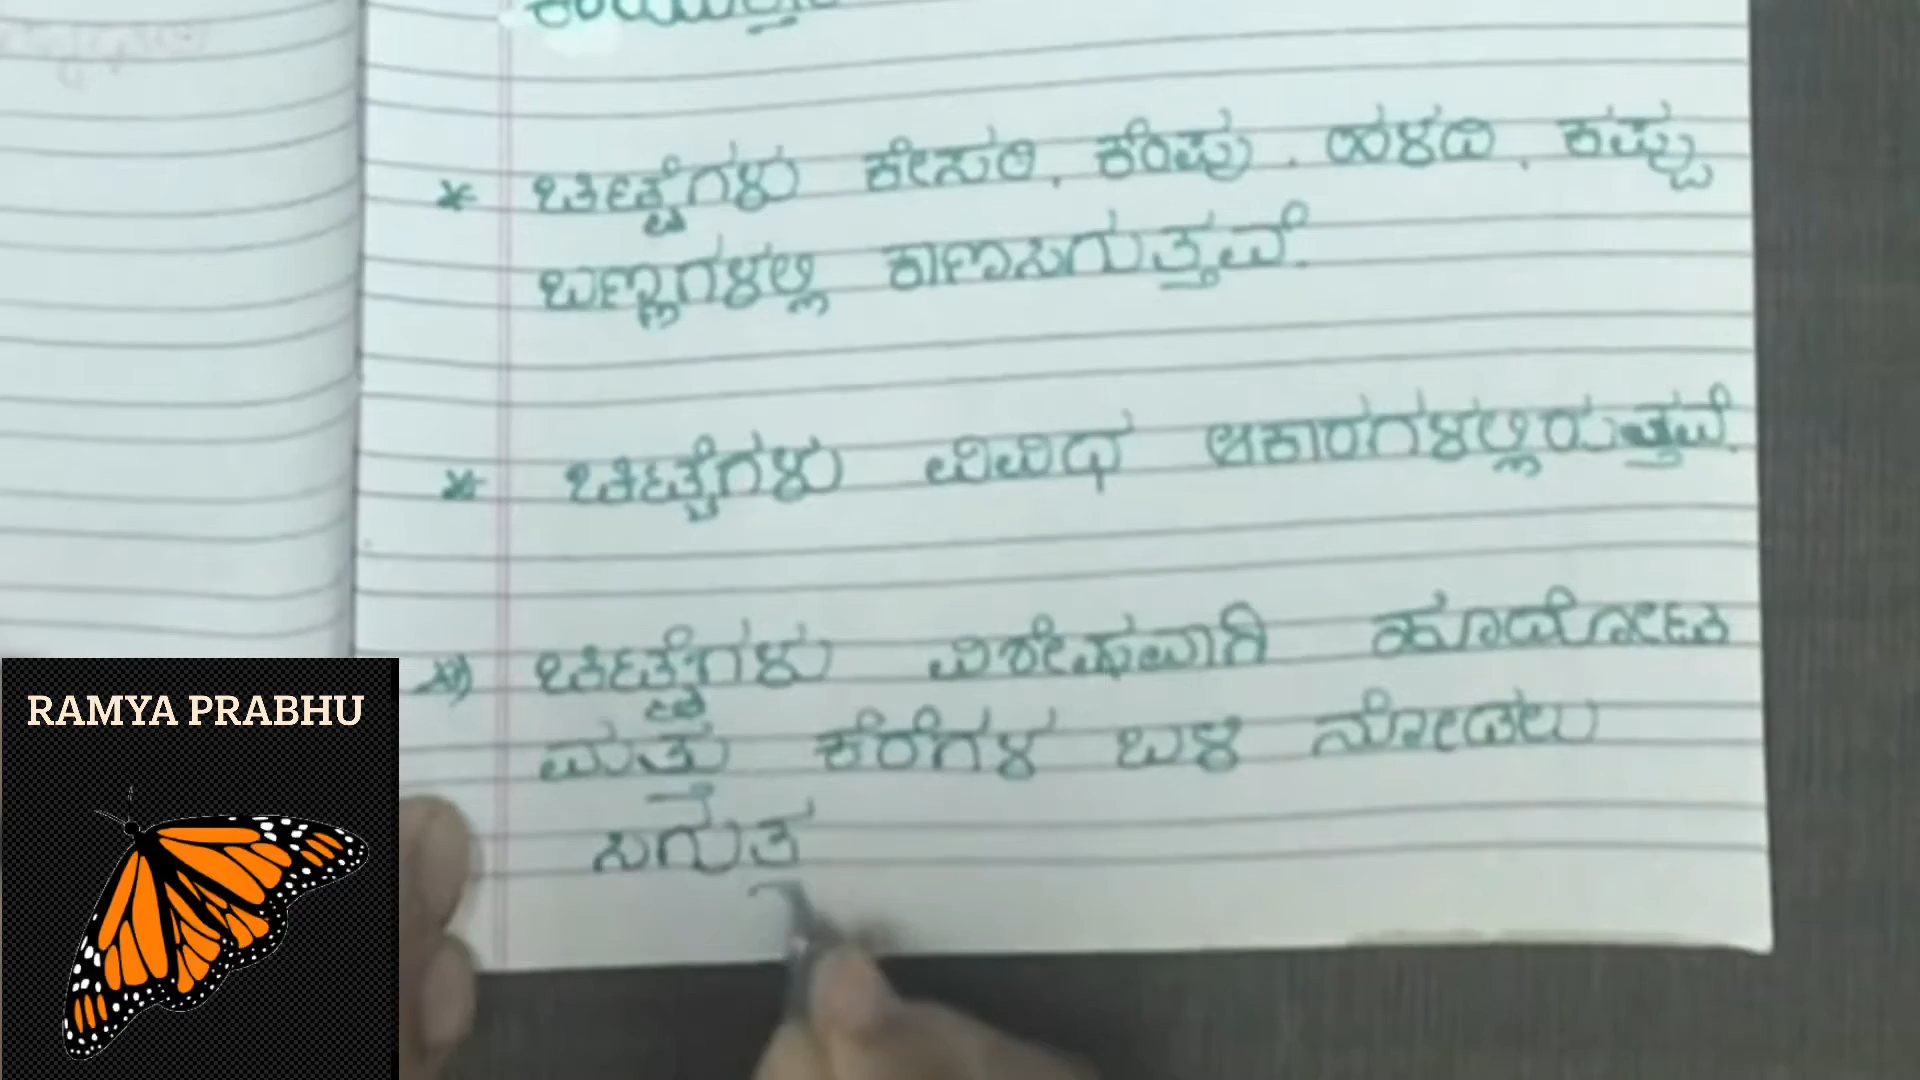 * ಚಿಟ್ಟೆಗಳು ಕೇಸರಿ, ಕೆಂಪು, ಹಳದಿ, ಕಪ್ಪು
ಬಣ್ಣಗಳಲ್ಲಿ ಕಾಣಸಿಗುತ್ತವೆ.
* ಚಿಟ್ಟೆಗಳು ವಿವಿಧ ಆಕಾರಗಳಲ್ಲಿರುತ್ತವೆ.
ಚಿಟ್ಟೆಗಳು ವಿಶೇಷವಾಗಿ ಹೂದೋಟ
ಮತ್ತು ಕೆರೆಗಳ ಬಳಿ ನೋಡಲು
ಸಿಗುತ
RAMYA PRABHU